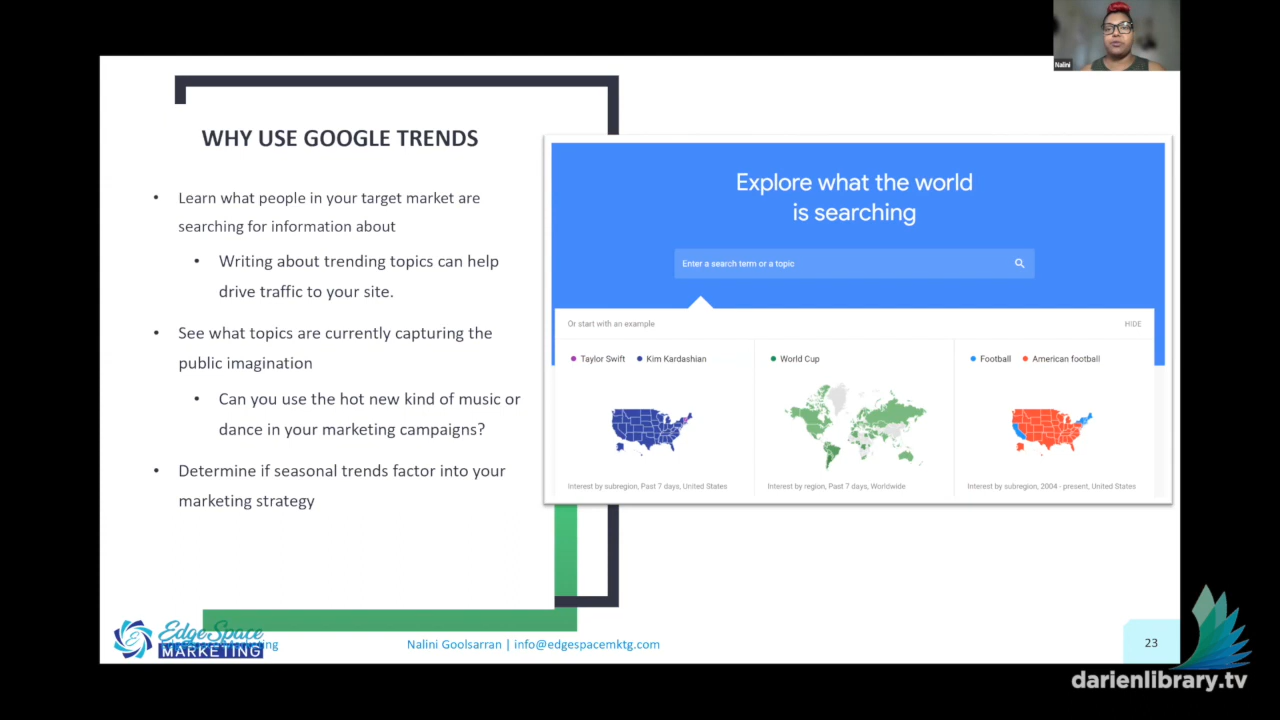 Nalini
WHY USE GOOGLE TRENDS
• Learn what people in your target market are
searching for information about
• Writing about trending topics can help
drive traffic to your site.
• See what topics are currently capturing the
public imagination
• Can you use the hot new kind of music or
dance in your marketing campaigns?
• Determine if seasonal trends factor into your
marketing strategy
Explore what the world
is searching
Enter a search term or a topic
Or start with an example
HIDE
Taylor Swift Kim Kardashian
Interest by subregion, Past 7 days, United States
World Cup
Interest by region, Past 7 days, Worldwide
Football American football
Interest by subregion, 2004 - present, United States
EdgeSpace
MARKETING
Nalini Goolsarran | info@edgespacemktg.com
23
darienlibrary.tv